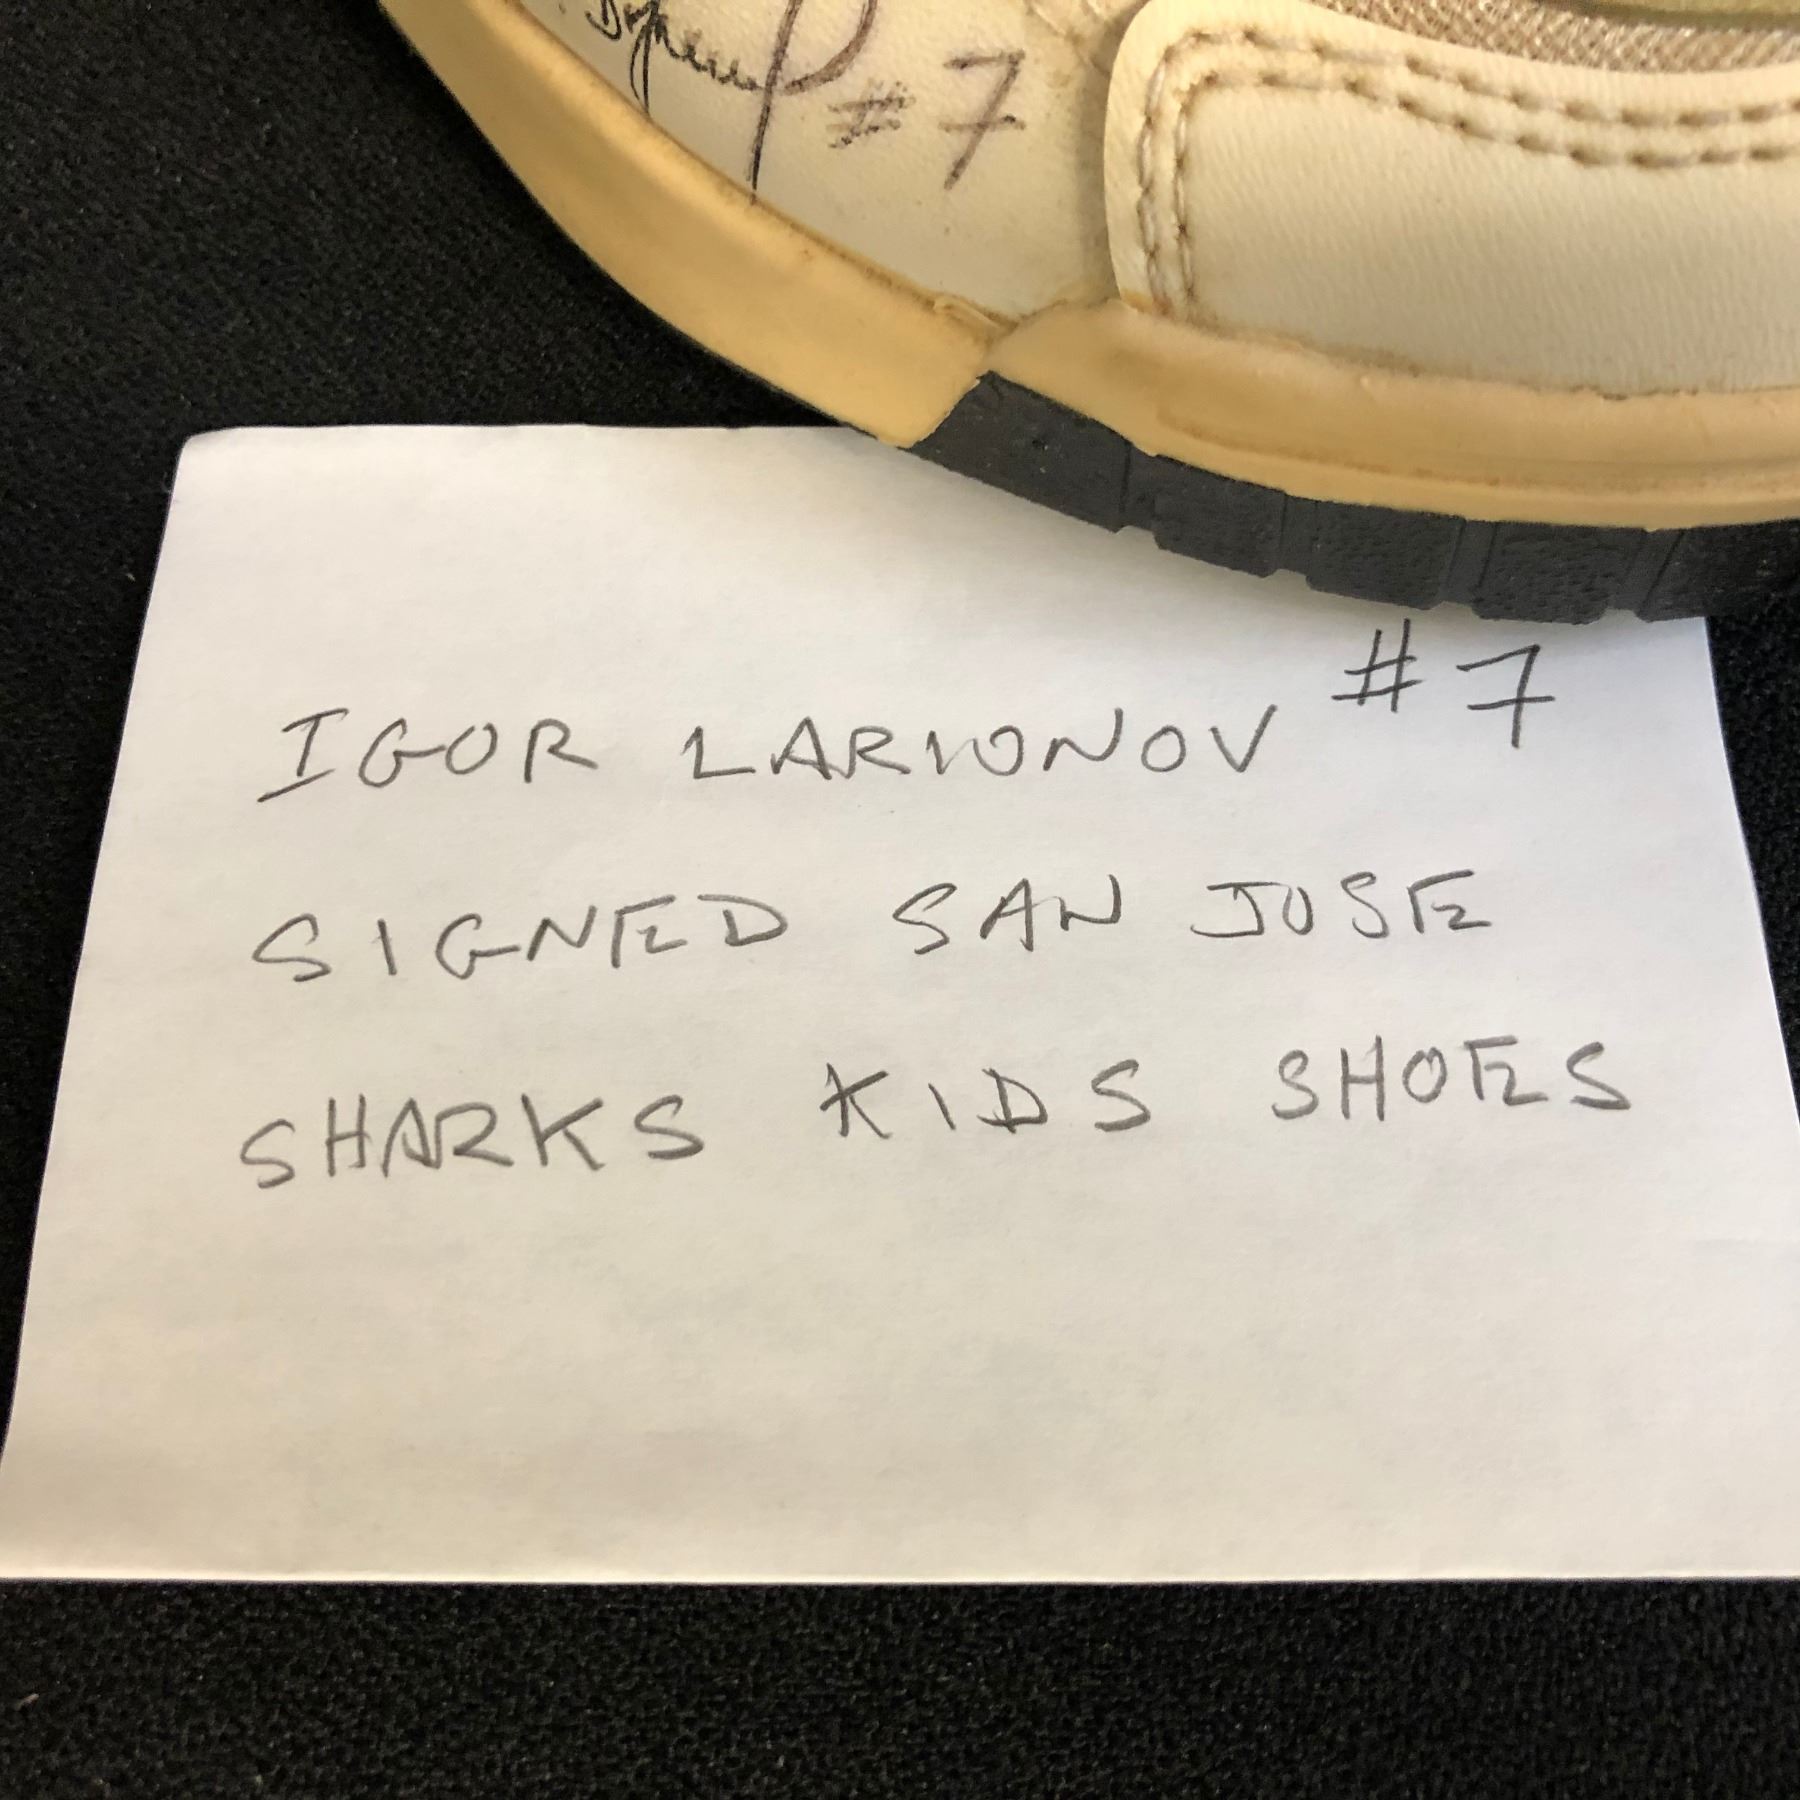 #7
IGOR LARIONOV #7
SIGNED SAN JOSE
SHARKS KIDS SHOES